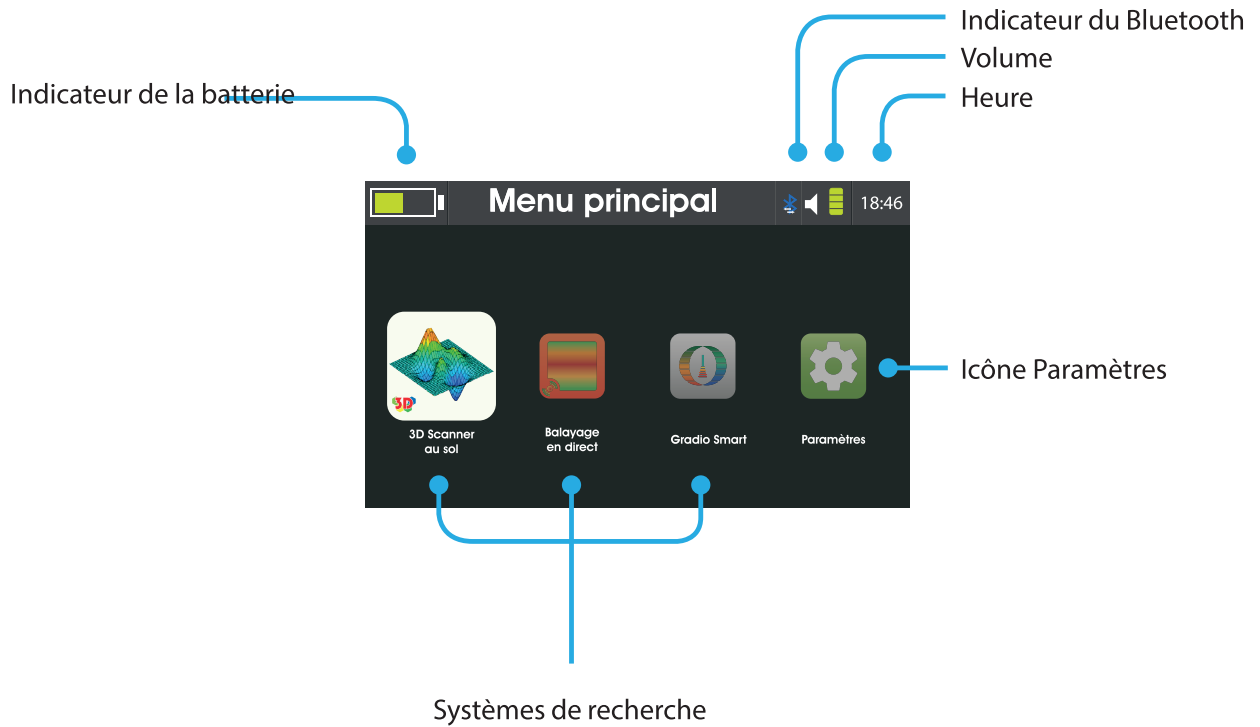 Indicateur du Bluetooth
Volume
Indicateur de la batterie
Heure
Menu principal
18:46
Icône Paramètres
3D
3D Scanner
au sol
Balayage
en direct
Gradio Smart
Paramètres
Systèmes de recherche